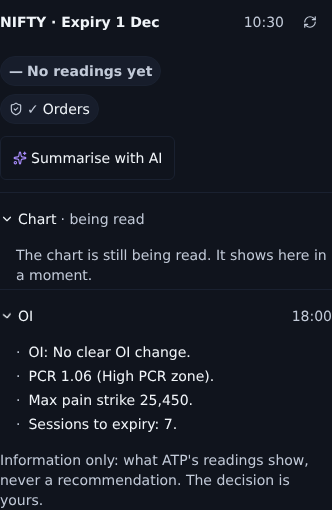 NIFTY · Expiry 1 Dec 10:30
— No readings yet
✓ Orders
Summarise with AI
Chart · being read
The chart is still being read. It shows here in
a moment.
OI 18:00
· OI: No clear OI change.
· PCR 1.06 (High PCR zone).
· Max pain strike 25,450.
· Sessions to expiry: 7.
Information only: what ATP's readings show,
never a recommendation. The decision is
yours.